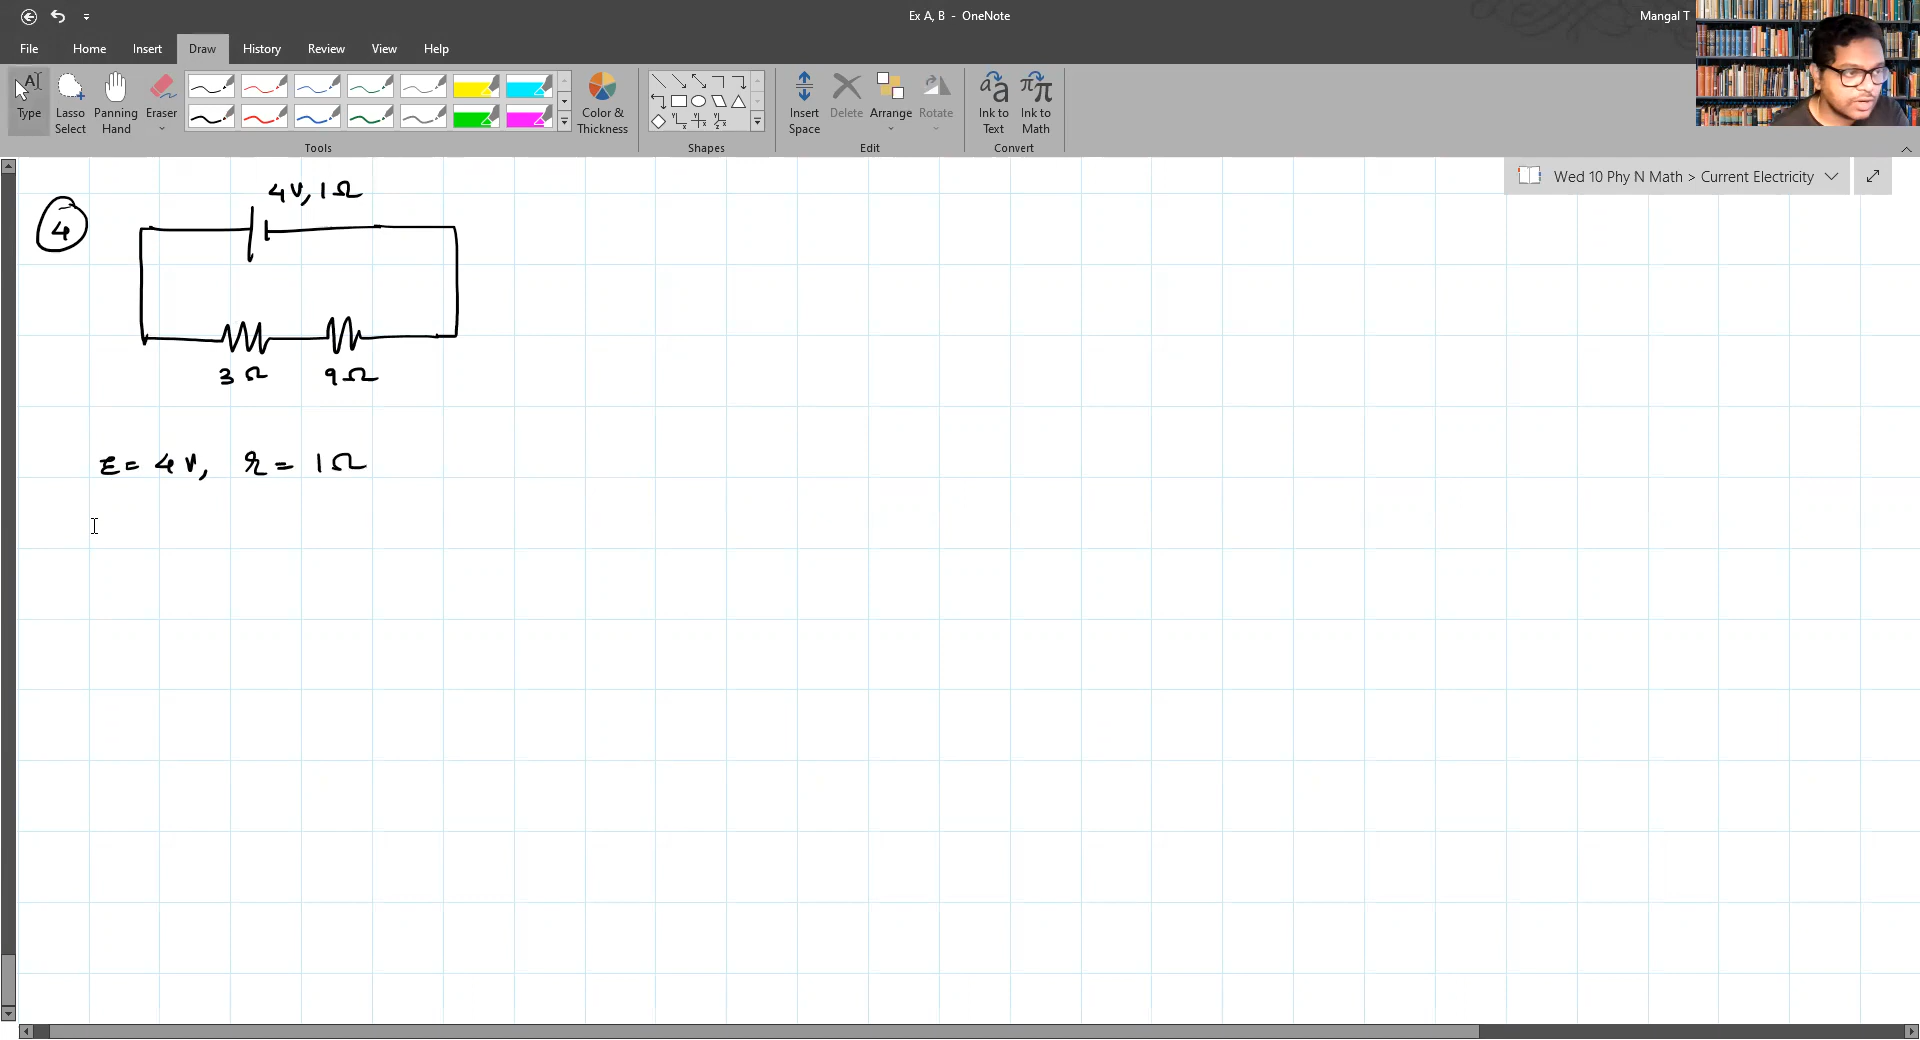 Ex A, B - OneNote
Mangal T
File Home Insert Draw History Review View Help
Type
Lasso Select
Panning Hand
Eraser
Color & Thickness
Insert Space
Delete
Arrange
Rotate
Ink to Text
Ink to Math
Tools
Shapes
Edit
Convert
Wed 10 Phy N Math > Current Electricity
4
4V, 1Ω
3Ω
9Ω
ε = 4V, r = 1Ω